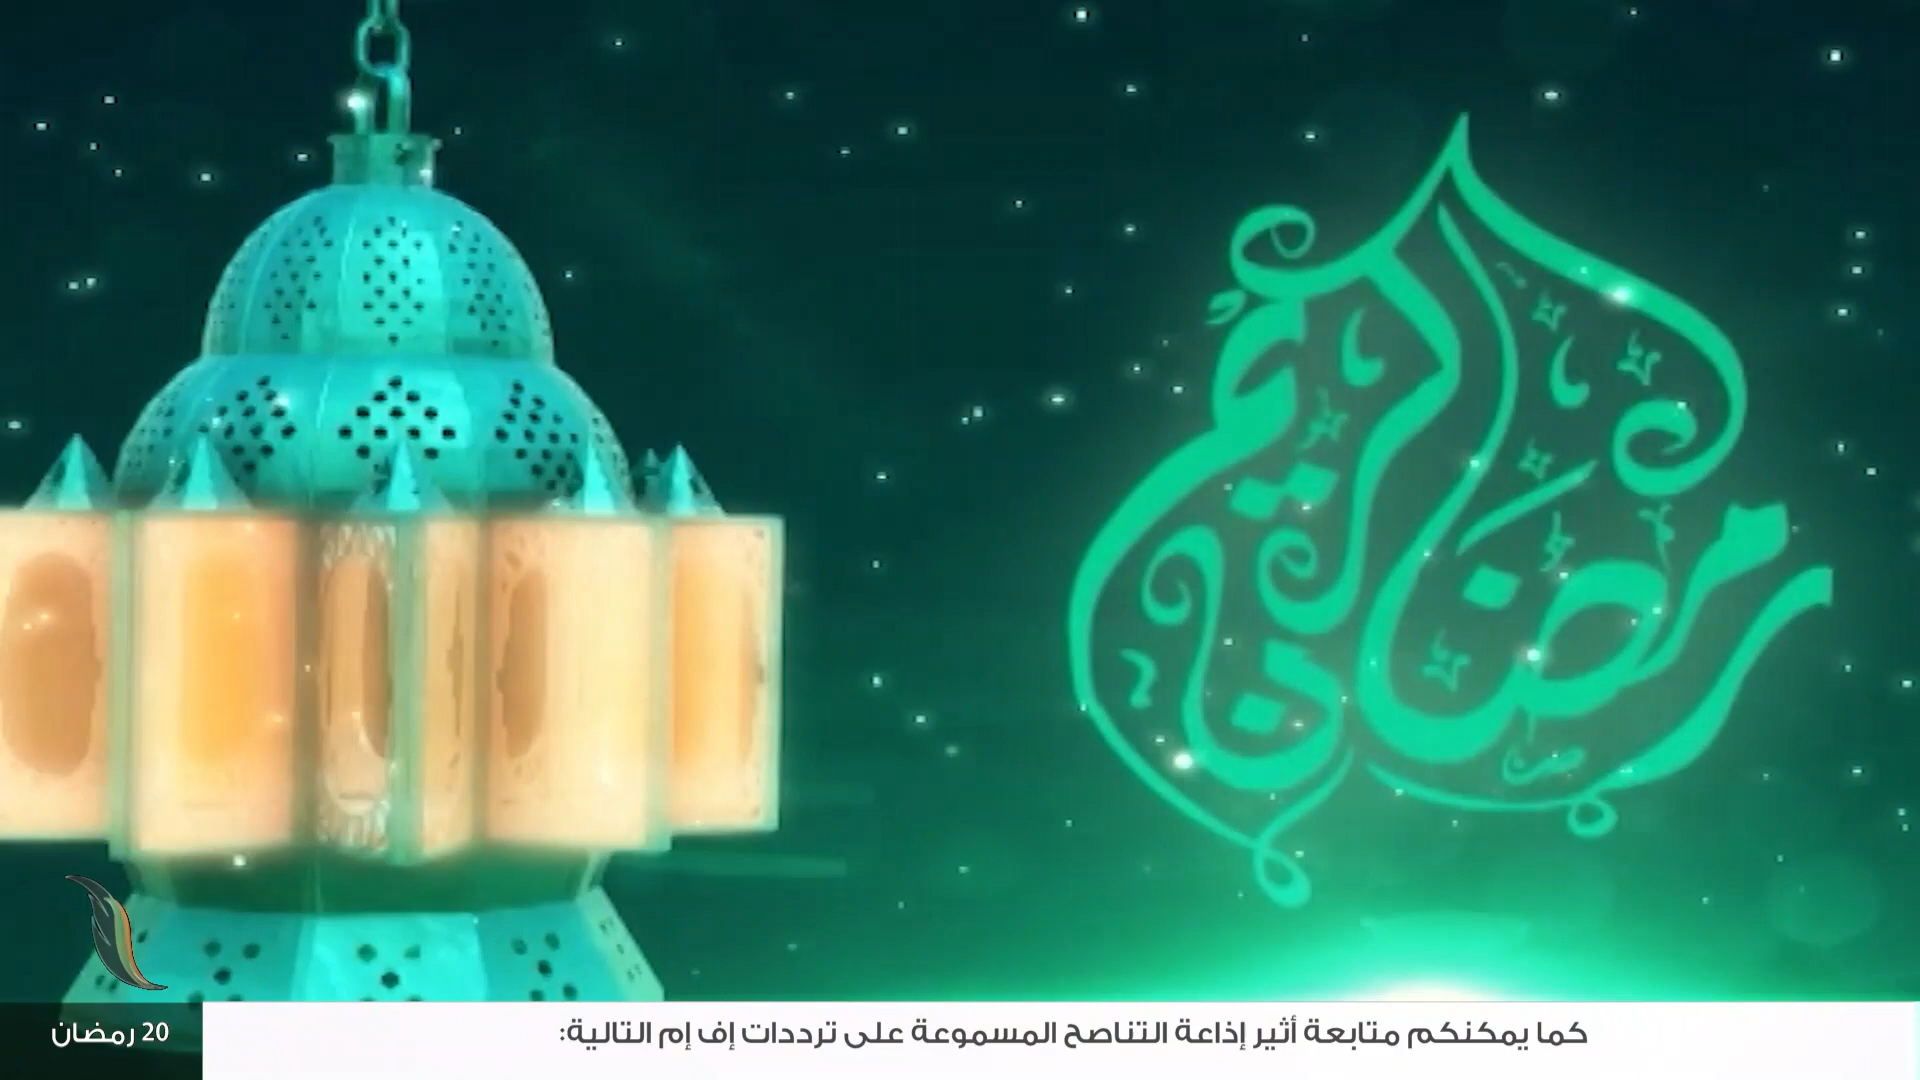 رمضان كريم
كما يمكنكم متابعة أثير إذاعة التناصح المسموعة على ترددات إف إم التالية:
20 رمضان